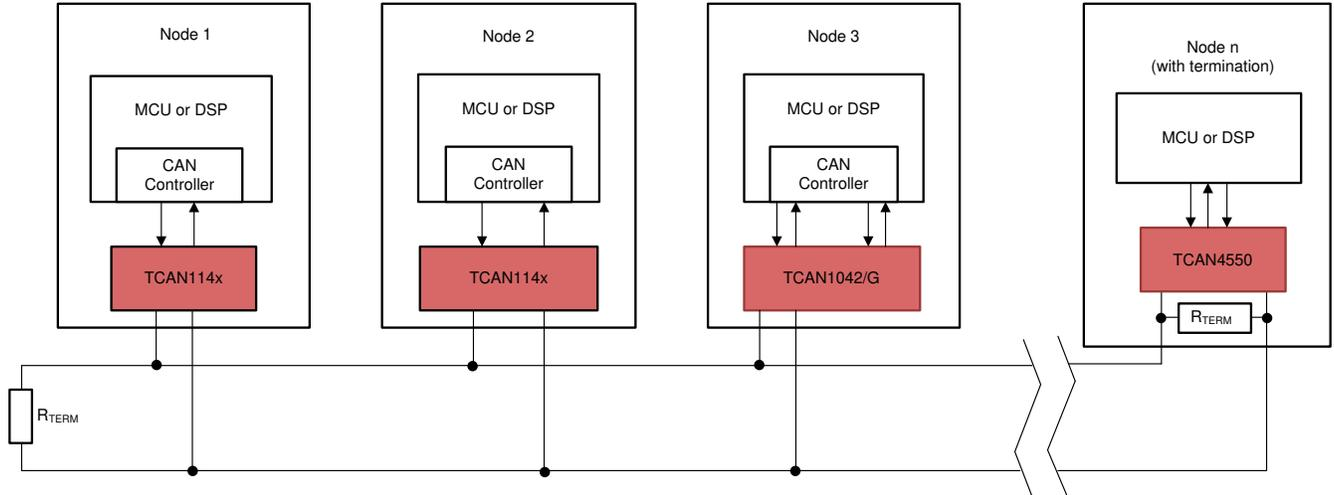 Node 1
MCU or DSP
CAN
Controller
TCAN114x
Node 2
MCU or DSP
CAN
Controller
TCAN114x
Node 3
MCU or DSP
CAN
Controller
TCAN1042/G
Node n
(with termination)
MCU or DSP
TCAN4550
RTERM
RTERM